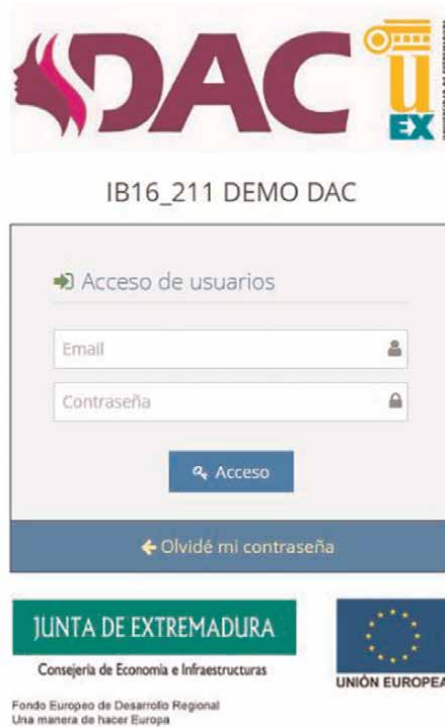 DAC
EX
IB16_211 DEMO DAC
Acceso de usuarios
Email
Contraseña
Acceso
Olvidé mi contraseña
JUNTA DE EXTREMADURA
Consejería de Economía e Infraestructuras
UNIÓN EUROPEA
Fondo Europeo de Desarrollo Regional
Una manera de hacer Europa